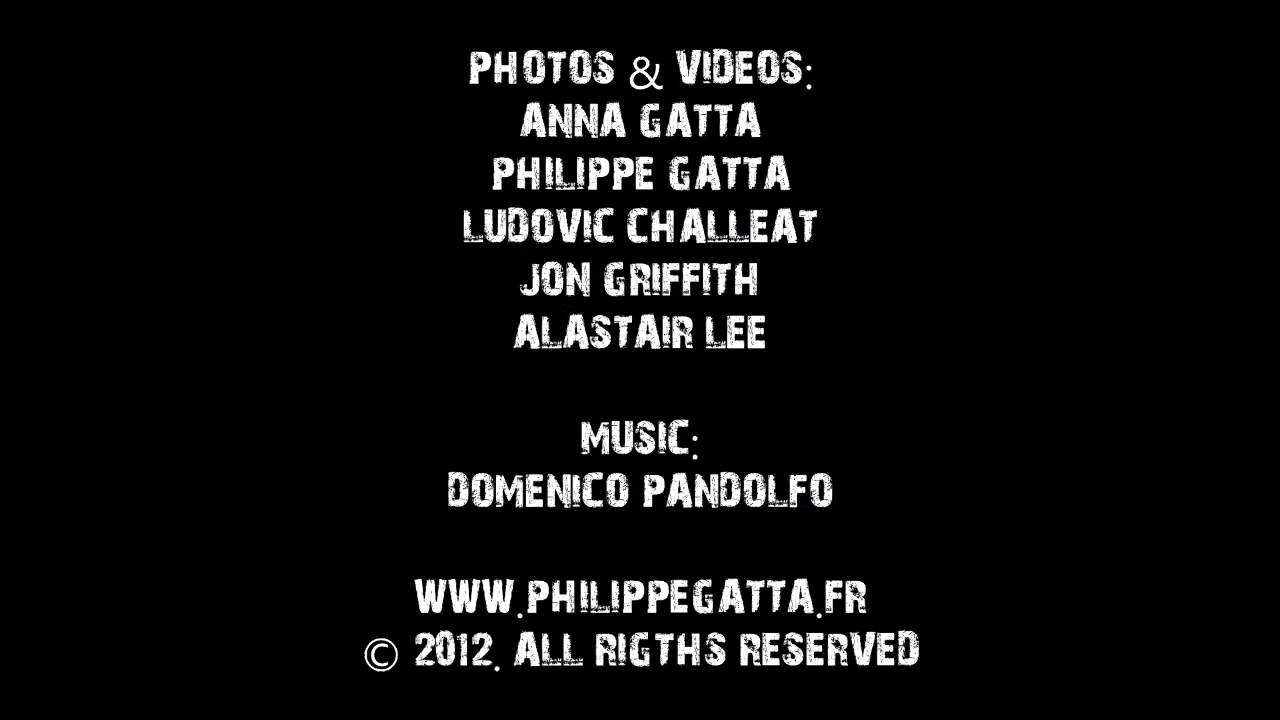 PHOTOS & VIDEOS:
ANNA GATTA
PHILIPPE GATTA
LUDOVIC CHALLEAT
JON GRIFFITH
ALASTAIR LEE
MUSIC:
DOMENICO PANDOLFO
WWW.PHILIPPEGATTA.FR
© 2012. ALL RIGTHS RESERVED